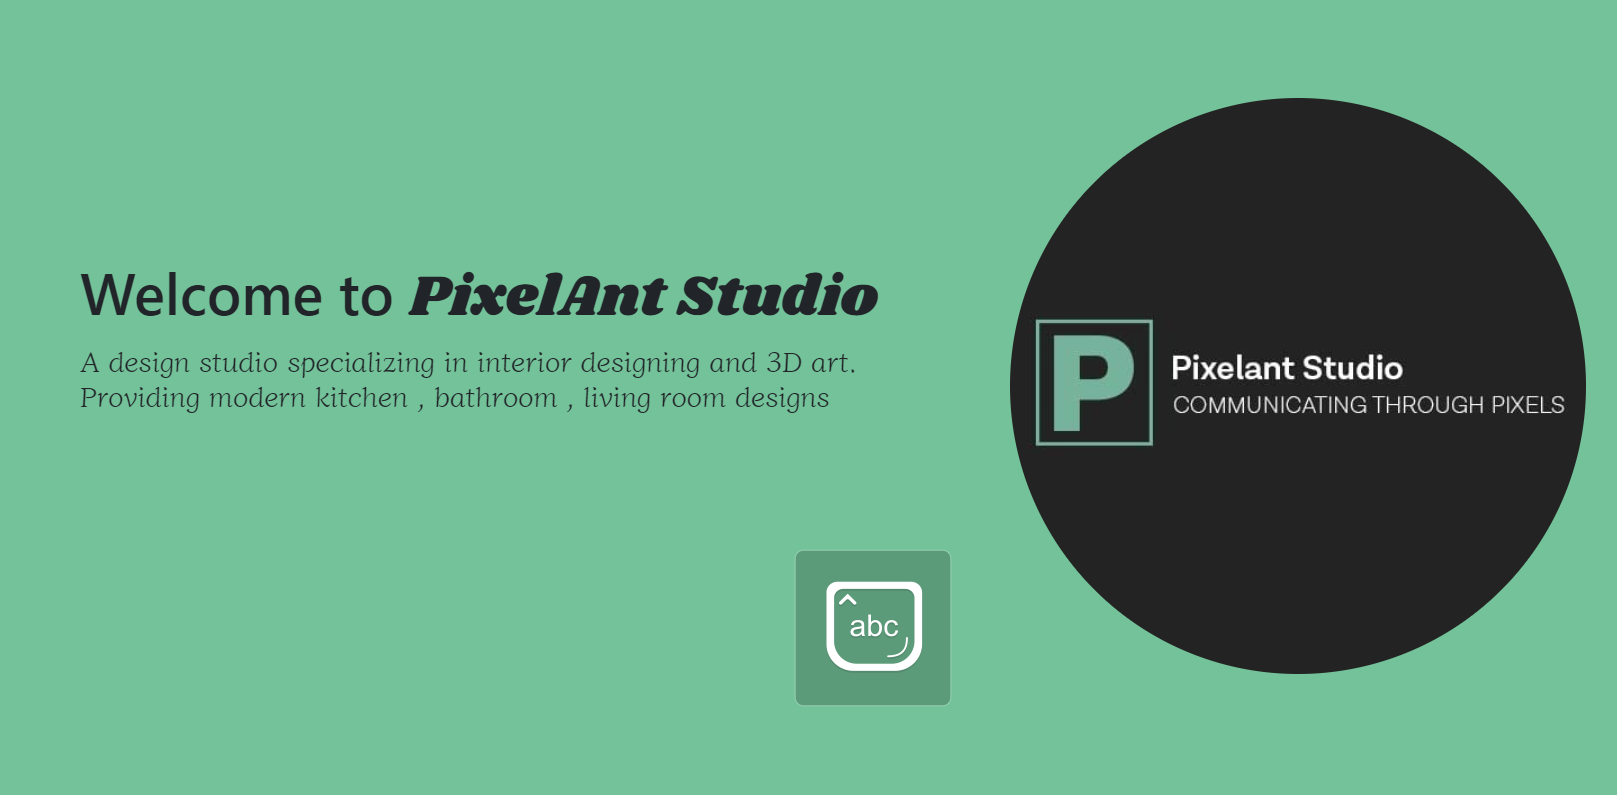 Welcome to PixelAnt Studio
A design studio specializing in interior designing and 3D art.
Providing modern kitchen , bathroom , living room designs
P
Pixelant Studio
COMMUNICATING THROUGH PIXELS
abc